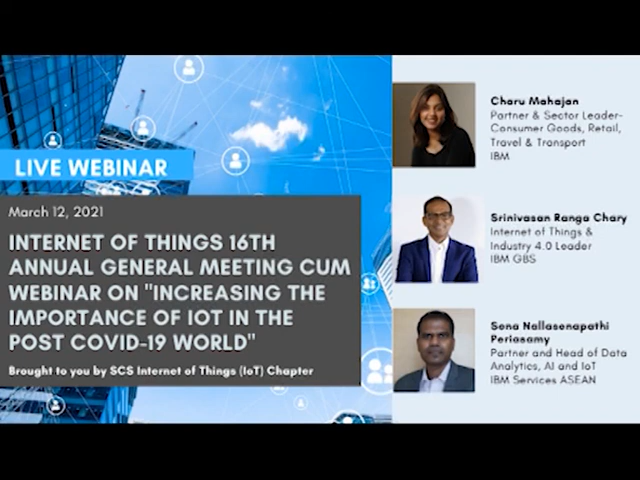 LIVE WEBINAR
March 12, 2021
INTERNET OF THINGS 16TH
ANNUAL GENERAL MEETING CUM
WEBINAR ON "INCREASING THE
IMPORTANCE OF IOT IN THE
POST COVID-19 WORLD"
Brought to you by SCS Internet of Things (IoT) Chapter
Charu Mahajan
Partner & Sector Leader-
Consumer Goods, Retail,
Travel & Transport
IBM
Srinivasan Ranga Chary
Internet of Things &
Industry 4.0 Leader
IBM GBS
Sena Nallasenapathi
Periasamy
Partner and Head of Data
Analytics, AI and IoT
IBM Services ASEAN